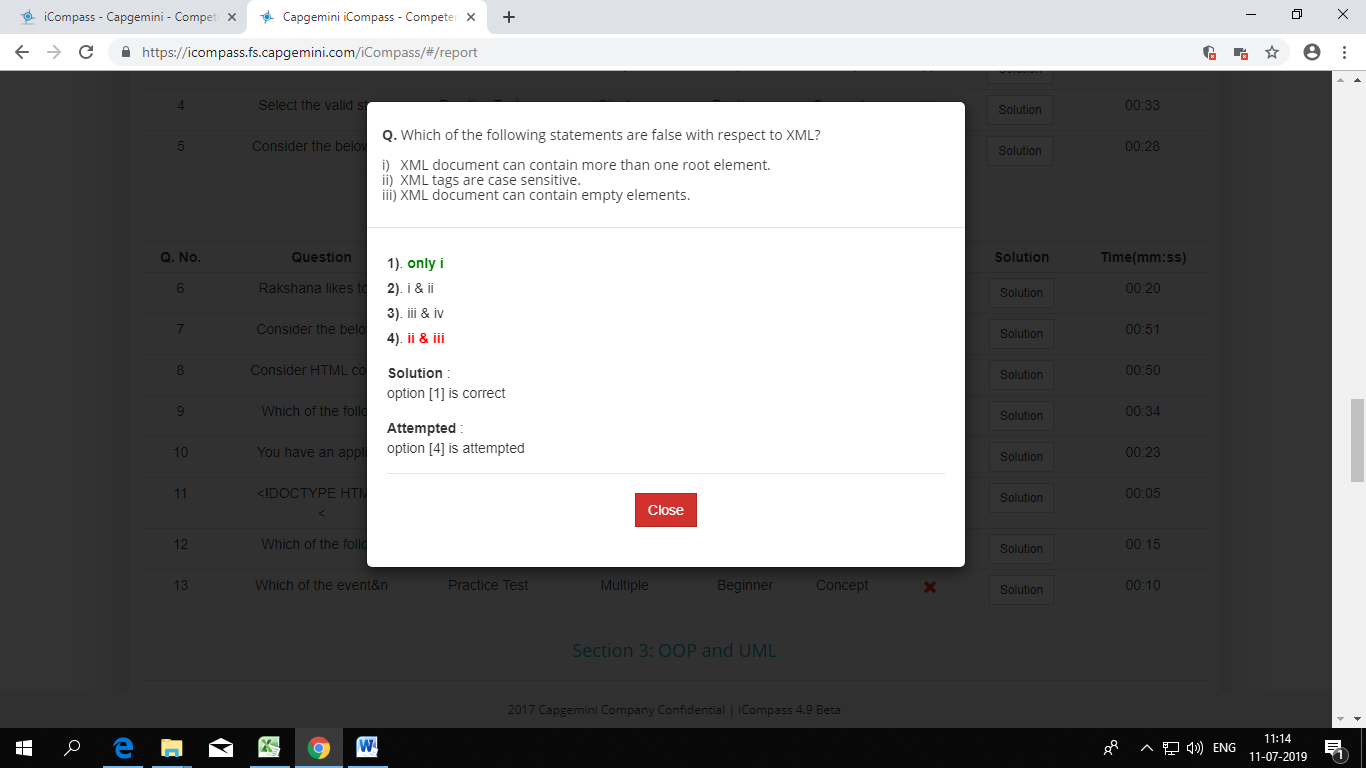 iCompass - Capgemini - Compet
Capgemini iCompass - Competen
https://icompass.fs.capgemini.com/iCompass/#/report
4 Select the valid st Solution 00:33
5 Consider the below Solution 00:28
Q. Which of the following statements are false with respect to XML?
i) XML document can contain more than one root element.
ii) XML tags are case sensitive.
iii) XML document can contain empty elements.
1). only i
2). i & ii
3). iii & iv
4). ii & iii
Solution :
option [1] is correct
Attempted :
option [4] is attempted
Close
Q. No. Question Solution Time(mm:ss)
6 Rakshana likes to Solution 00:20
7 Consider the belo Solution 00:51
8 Consider HTML co Solution 00:50
9 Which of the follo Solution 00:34
10 You have an appli Solution 00:23
11 <!DOCTYPE HTM Solution 00:05
<
12 Which of the follo Solution 00:15
13 Which of the event&n Practice Test Multiple Beginner Concept Solution 00:10
Section 3: OOP and UML
2017 Capgemini Company Confidential | iCompass 4.9 Beta
ENG
11:14
11-07-2019
1